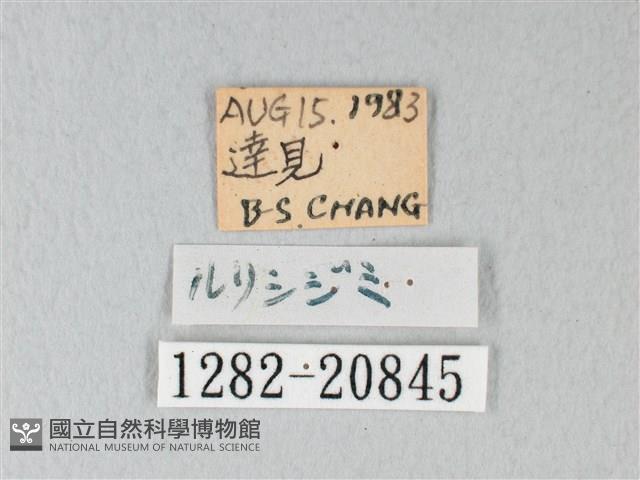 AUG 15. 1983
達見
B-S. CHANG
ルリシジミ
1282-20845
國立自然科學博物館
NATIONAL MUSEUM OF NATURAL SCIENCE